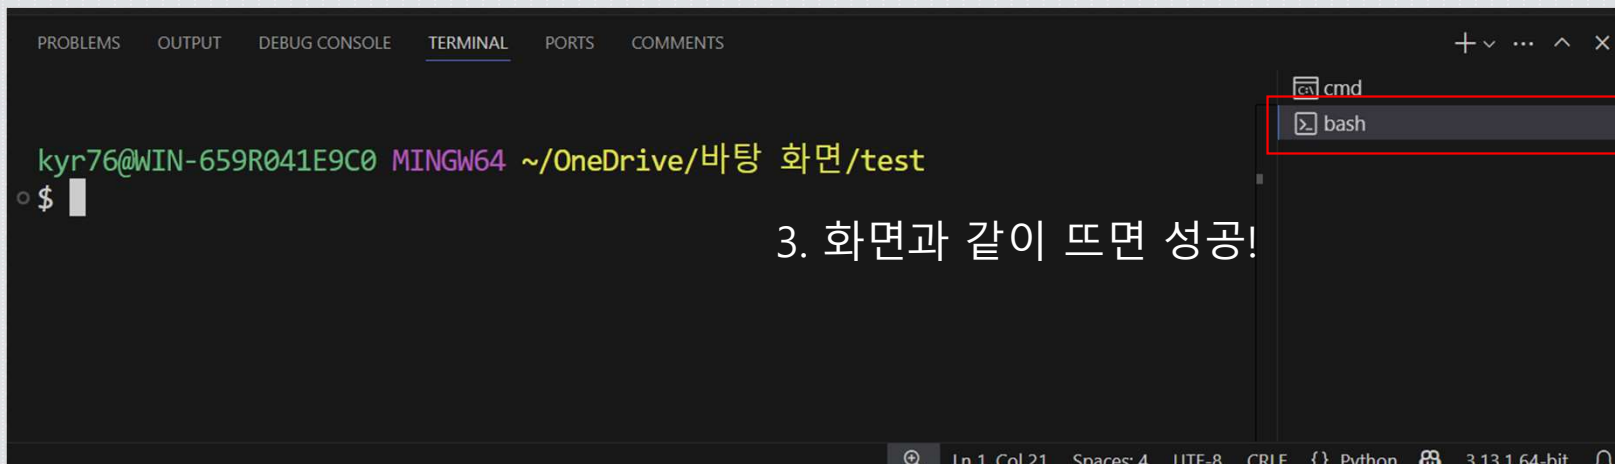 PROBLEMS OUTPUT DEBUG CONSOLE TERMINAL PORTS COMMENTS
cmd
bash
kyr76@WIN-659R041E9C0 MINGW64 ~/OneDrive/바탕 화면/test
$
3. 화면과 같이 뜨면 성공!
Ln 1, Col 21 Spaces: 4 UTF-8 CRLF {} Python 3.13.1 64-bit